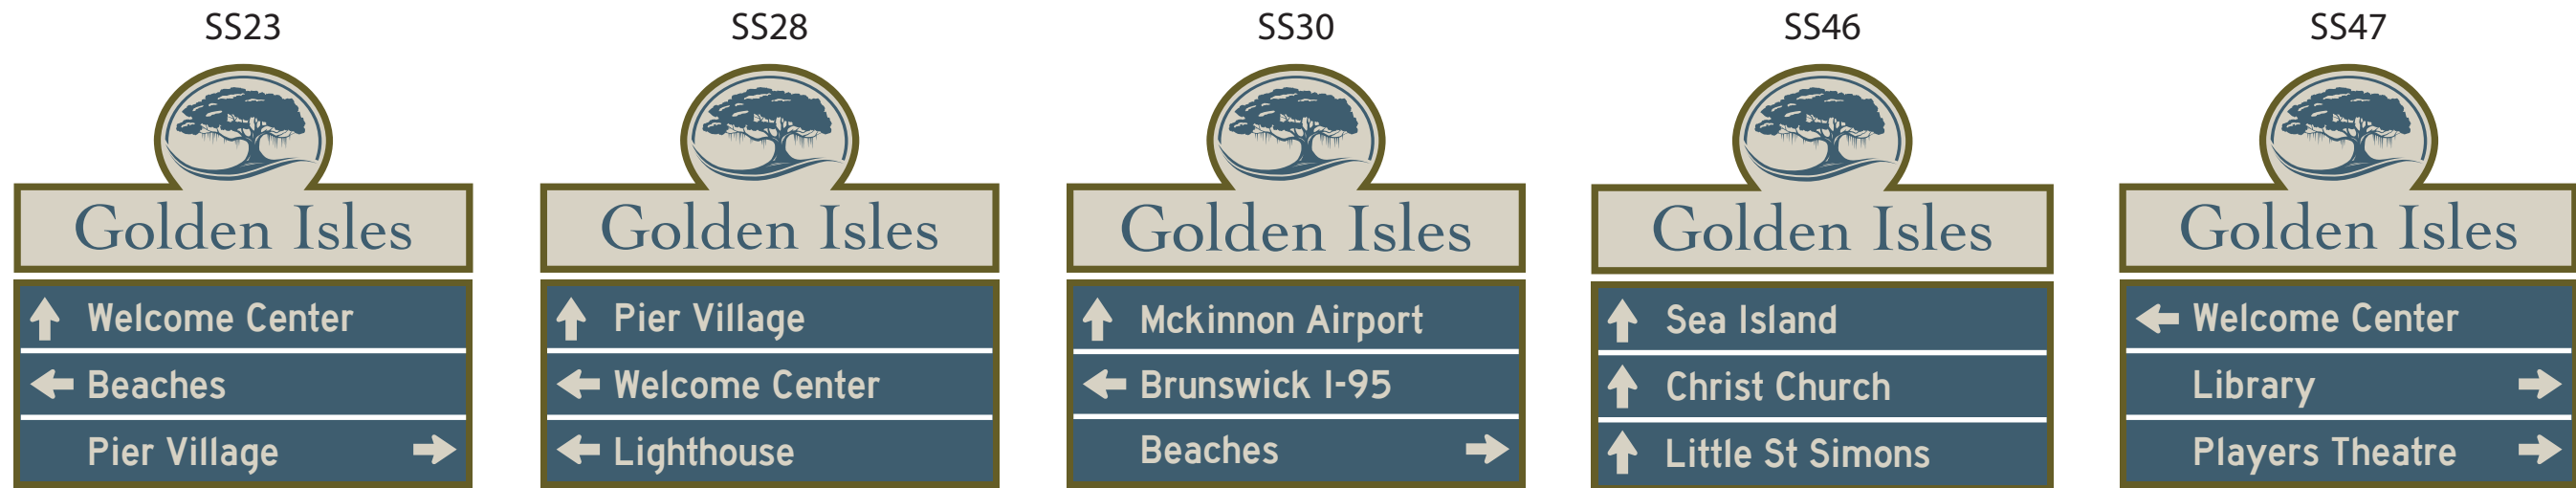 SS23
Golden Isles
Welcome Center
Beaches
Pier Village
SS28
Golden Isles
Pier Village
Welcome Center
Lighthouse
SS30
Golden Isles
Mckinnon Airport
Brunswick I-95
Beaches
SS46
Golden Isles
Sea Island
Christ Church
Little St Simons
SS47
Golden Isles
Welcome Center
Library
Players Theatre